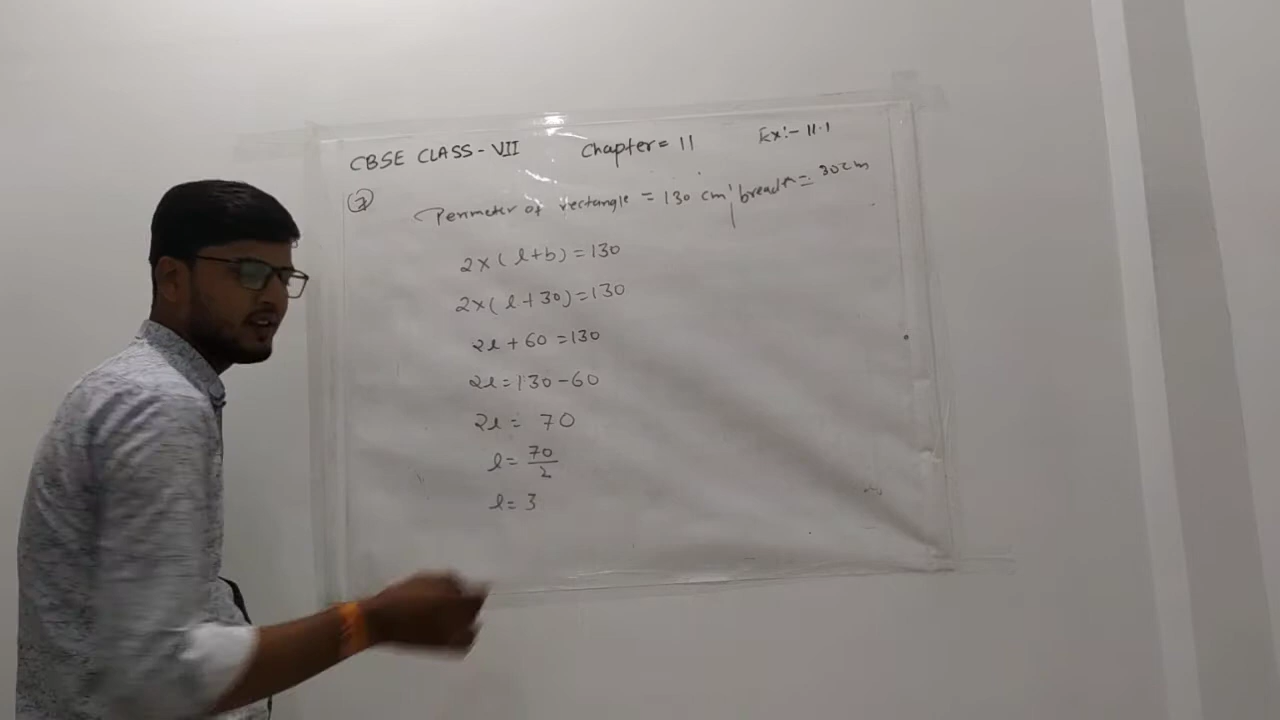 CBSE CLASS - VII Chapter = 11 Ex:- 11.1
7 Perimeter of rectangle = 130 cm, breadth = 30cm
2×(l+b)=130
2×(l+30)=130
2l+60=130
2l=130-60
2l= 70
l= 70/2
l= 3